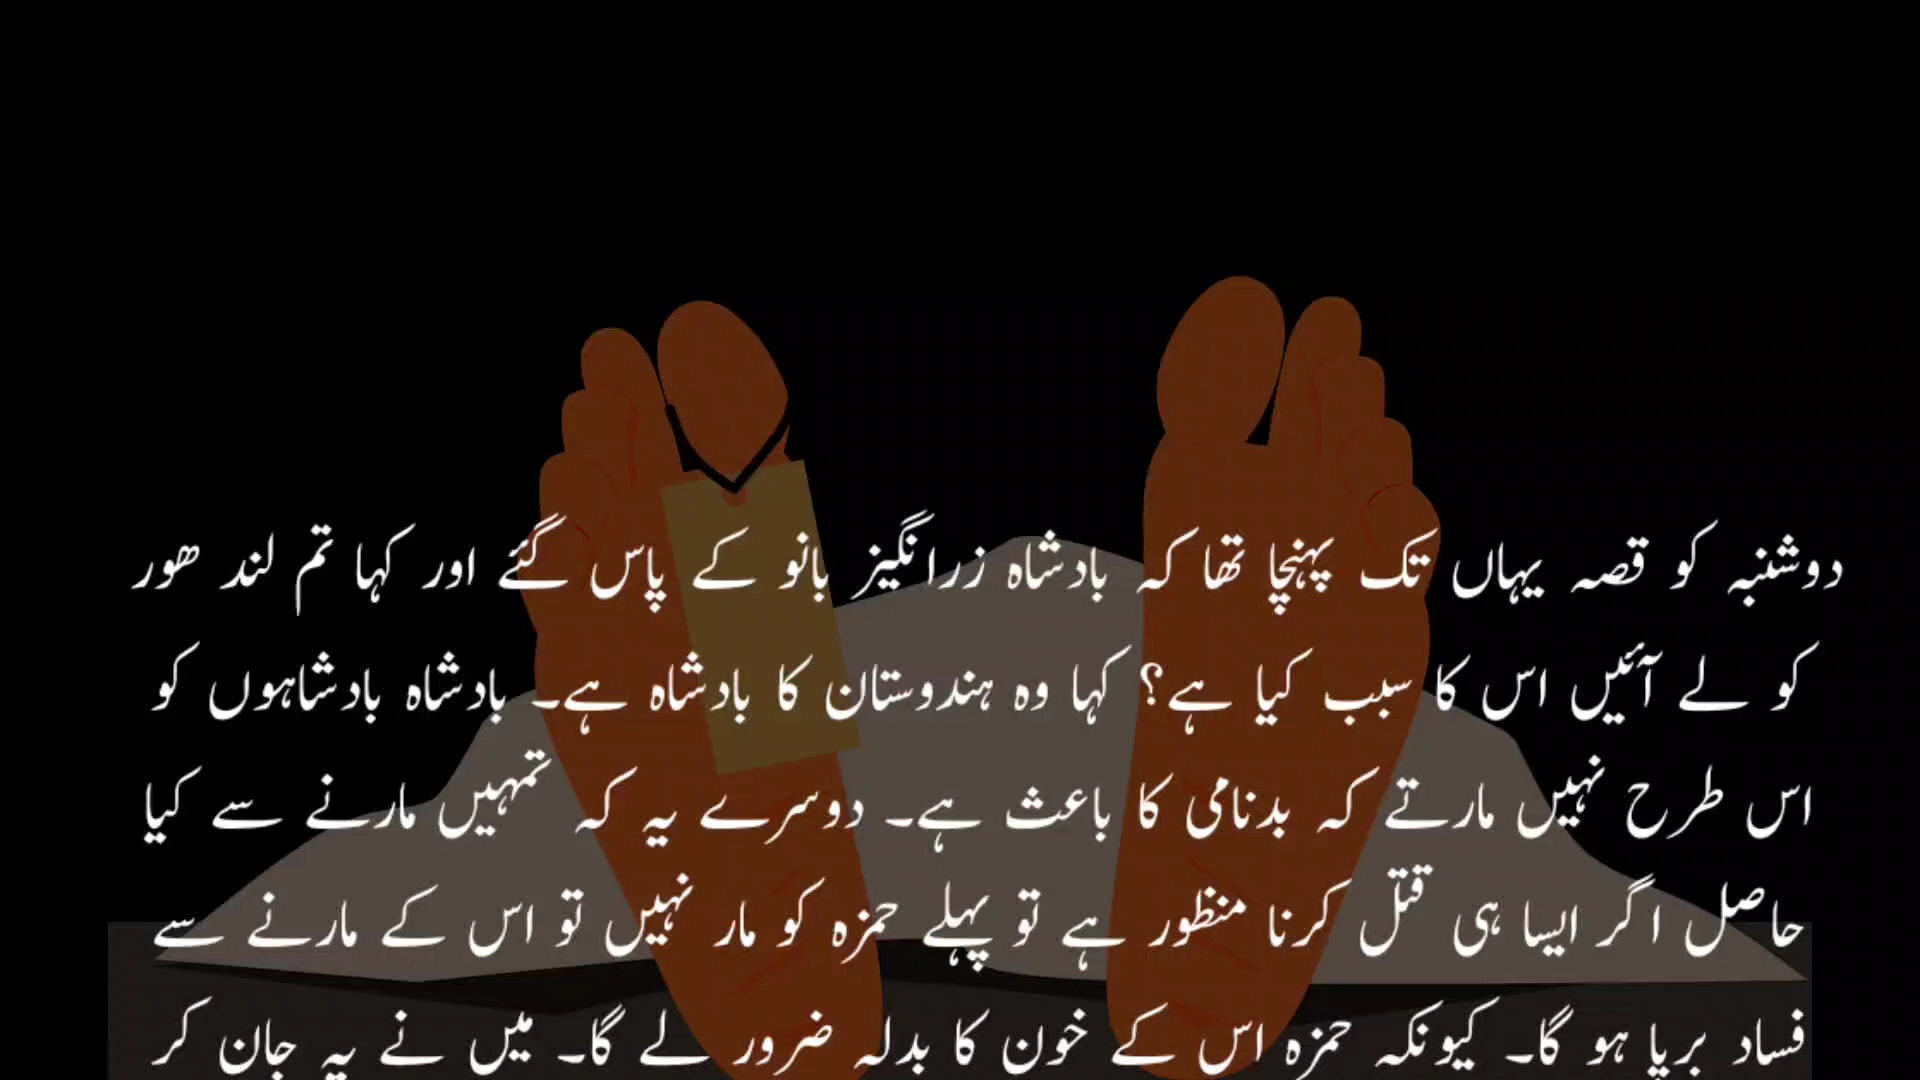 دوشنبہ کو قصہ یہاں تک پہنچا تھا کہ بادشاہ زرانگیز بانو کے پاس گئے اور کہا تم لند ھور
کو لے آئیں اس کا سبب کیا ہے؟ کہا وہ ہندوستان کا بادشاہ ہے۔ بادشاہ بادشاہوں کو
اس طرح نہیں مارتے کہ بدنامی کا باعث ہے۔ دوسرے یہ کہ تمہیں مارنے سے کیا
حاصل اگر ایسا ہی قتل کرنا منظور ہے تو پہلے حمزہ کو مار نہیں تو اس کے مارنے سے
فساد برپا ہو گا۔ کیونکہ حمزہ اس کے خون کا بدلہ ضرور لے گا۔ میں نے یہ جان کر